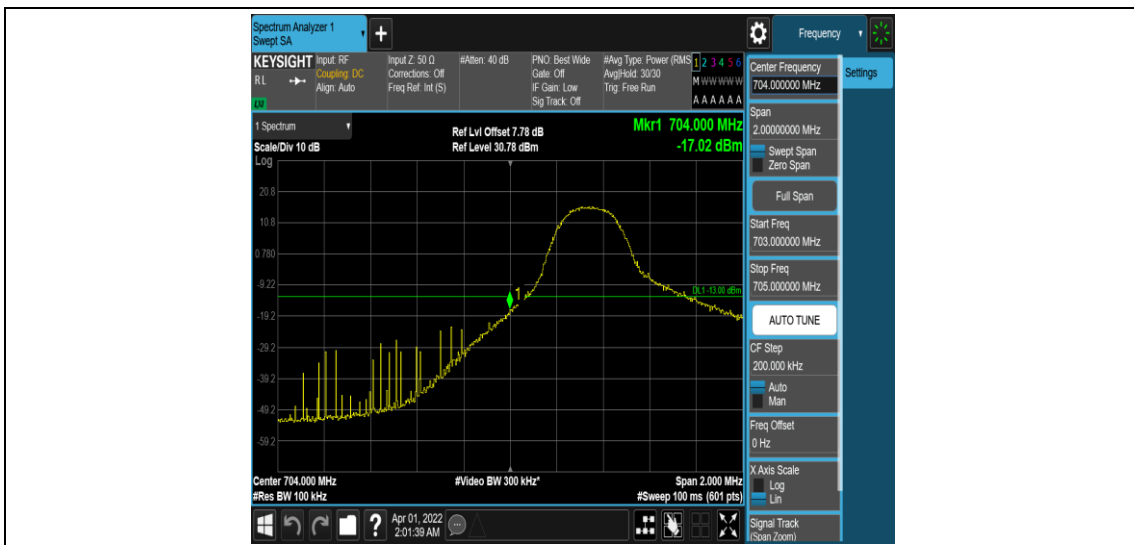 Spectrum Analyzer 1
Swept SA
+
Frequency
KEYSIGHT
RL
Input: RF
Coupling: DC
Align: Auto
Input Z: 50 Ω
Corrections: Off
Freq Ref: Int (S)
#Atten: 40 dB
PNO: Best Wide
Gate: Off
IF Gain: Low
Sig Track: Off
#Avg Type: Power (RMS
Avg|Hold: 30/30
Trig: Free Run
1 2 3 4 5 6
M W W W W W
A A A A A A
1 Spectrum
Scale/Div 10 dB
Log
Ref Lvl Offset 7.78 dB
Ref Level 30.78 dBm
Mkr1 704.000 MHz
-17.02 dBm
20.8
10.8
0.780
-9.22
-19.2
-29.2
-39.2
-49.2
-59.2
1
DL1 -13.00 dBm
Center 704.000 MHz
#Res BW 100 kHz
#Video BW 300 kHz*
Span 2.000 MHz
#Sweep 100 ms (601 pts)
?
Apr 01, 2022
2:01:39 AM
Center Frequency
704.000000 MHz
Settings
Span
2.00000000 MHz
Swept Span
Zero Span
Full Span
Start Freq
703.000000 MHz
Stop Freq
705.000000 MHz
AUTO TUNE
CF Step
200.000 kHz
Auto
Man
Freq Offset
0 Hz
X Axis Scale
Log
Lin
Signal Track
(Span Zoom)